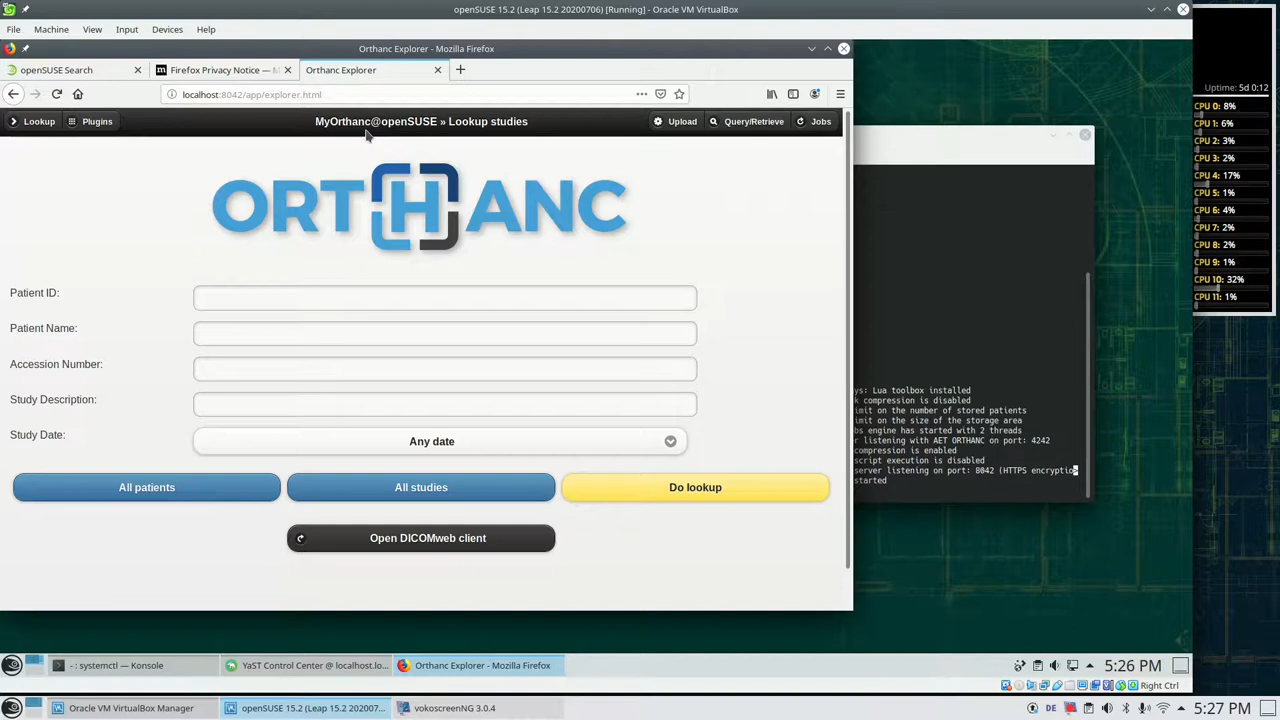 openSUSE 15.2 (Leap 15.2 20200706) [Running] - Oracle VM VirtualBox
File Machine View Input Devices Help
Orthanc Explorer - Mozilla Firefox
openSUSE Search
Firefox Privacy Notice — M
Orthanc Explorer
localhost:8042/app/explorer.html
Lookup
Plugins
MyOrthanc@openSUSE » Lookup studies
Upload
Query/Retrieve
Jobs
ORTHANC
Patient ID:
Patient Name:
Accession Number:
Study Description:
Study Date:
Any date
All patients
All studies
Do lookup
Open DICOMweb client
ys: Lua toolbox installed
k compression is disabled
imit on the number of stored patients
imit on the size of the storage area
bs engine has started with 2 threads
r listening with AET ORTHANC on port: 4242
compression is enabled
script execution is disabled
server listening on port: 8042 (HTTPS encryptio>
started
Uptime: 5d 0:12
CPU 0: 8%
CPU 1: 6%
CPU 2: 3%
CPU 3: 2%
CPU 4: 17%
CPU 5: 1%
CPU 6: 4%
CPU 7: 2%
CPU 8: 2%
CPU 9: 1%
CPU 10: 32%
CPU 11: 1%
- : systemctl — Konsole
YaST Control Center @ localhost.lo...
Orthanc Explorer - Mozilla Firefox
5:26 PM
Right Ctrl
Oracle VM VirtualBox Manager
openSUSE 15.2 (Leap 15.2 202007...
vokoscreenNG 3.0.4
DE
5:27 PM